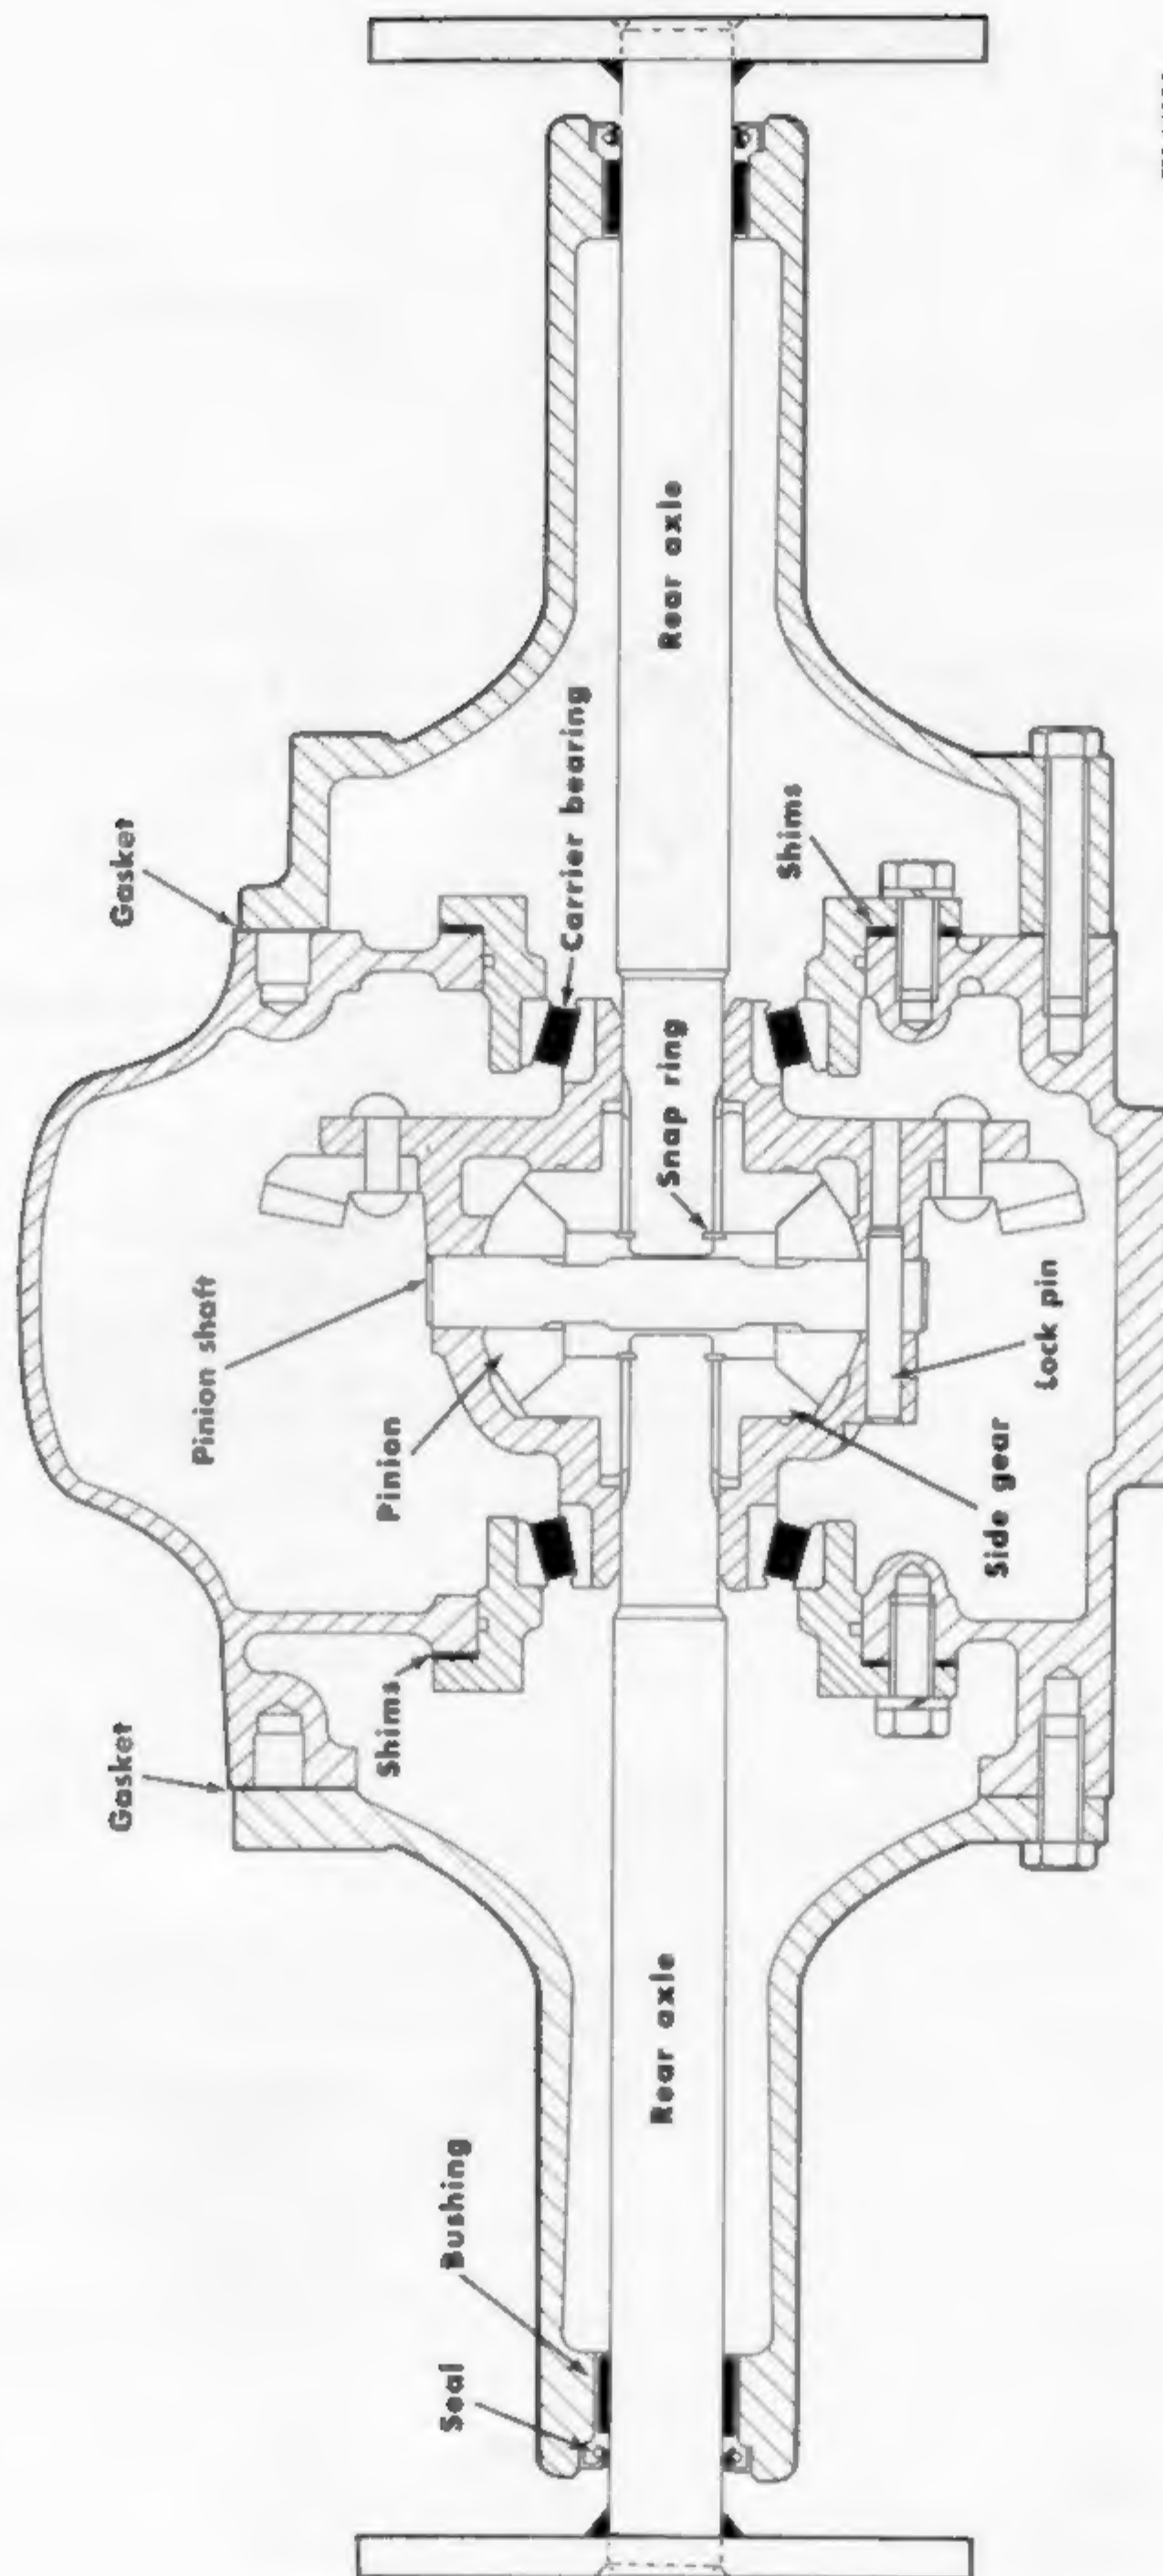 Gasket
Gasket
Pinion shaft
Shims
Pinion
Carrier bearing
Seal
Bushing
Rear axle
Rear axle
Snap ring
Shims
Side gear
Lock pin